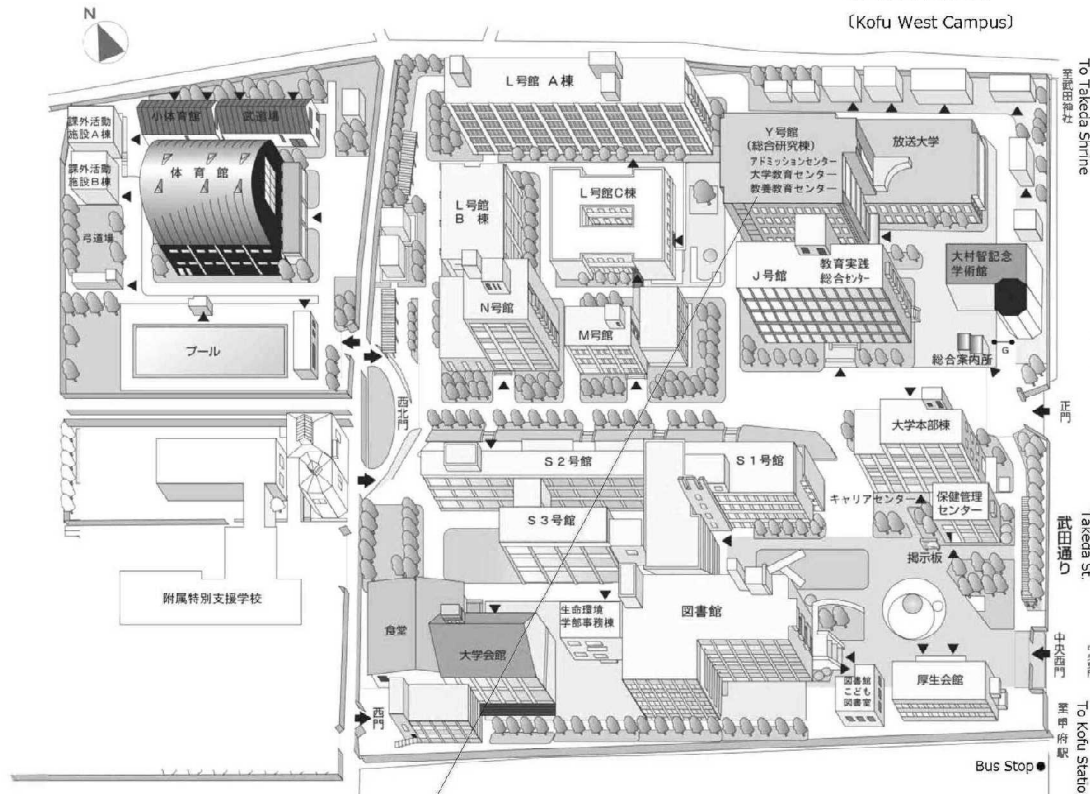 N
(Kofu West Campus)
To Takeda Shrine
至武田神社
L号館 A棟
課外活動
施設A棟
小体育館
武道場
課外活動
施設B棟
体育館
弓道場
プール
L号館
B棟
L号館C棟
Y号館
(総合研究棟)
アドミッションセンター
大学教育センター
教養教育センター
放送大学
J号館
教育実践
総合センター
大村智記念
学術館
N号館
M号館
総合案内所
G
西北門
正門
大学本部棟
S2号館
S1号館
キャリアセンター
保健管理
センター
S3号館
掲示板
Takeda St.
武田通り
附属特別支援学校
食堂
大学会館
生命環境
学部事務棟
図書館
中央西門
図書館
こども
図書室
厚生会館
西門
至甲府駅
To Kofu Statio
Bus Stop